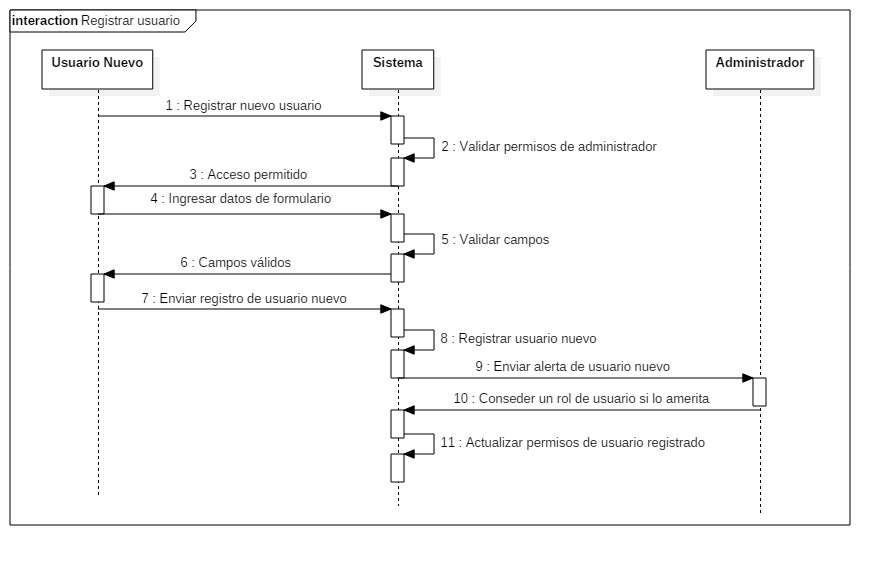 interaction Registrar usuario
Usuario Nuevo
Sistema
Administrador
1 : Registrar nuevo usuario
2 : Validar permisos de administrador
3 : Acceso permitido
4 : Ingresar datos de formulario
5 : Validar campos
6 : Campos válidos
7 : Enviar registro de usuario nuevo
8 : Registrar usuario nuevo
9 : Enviar alerta de usuario nuevo
10 : Conseder un rol de usuario si lo amerita
11 : Actualizar permisos de usuario registrado